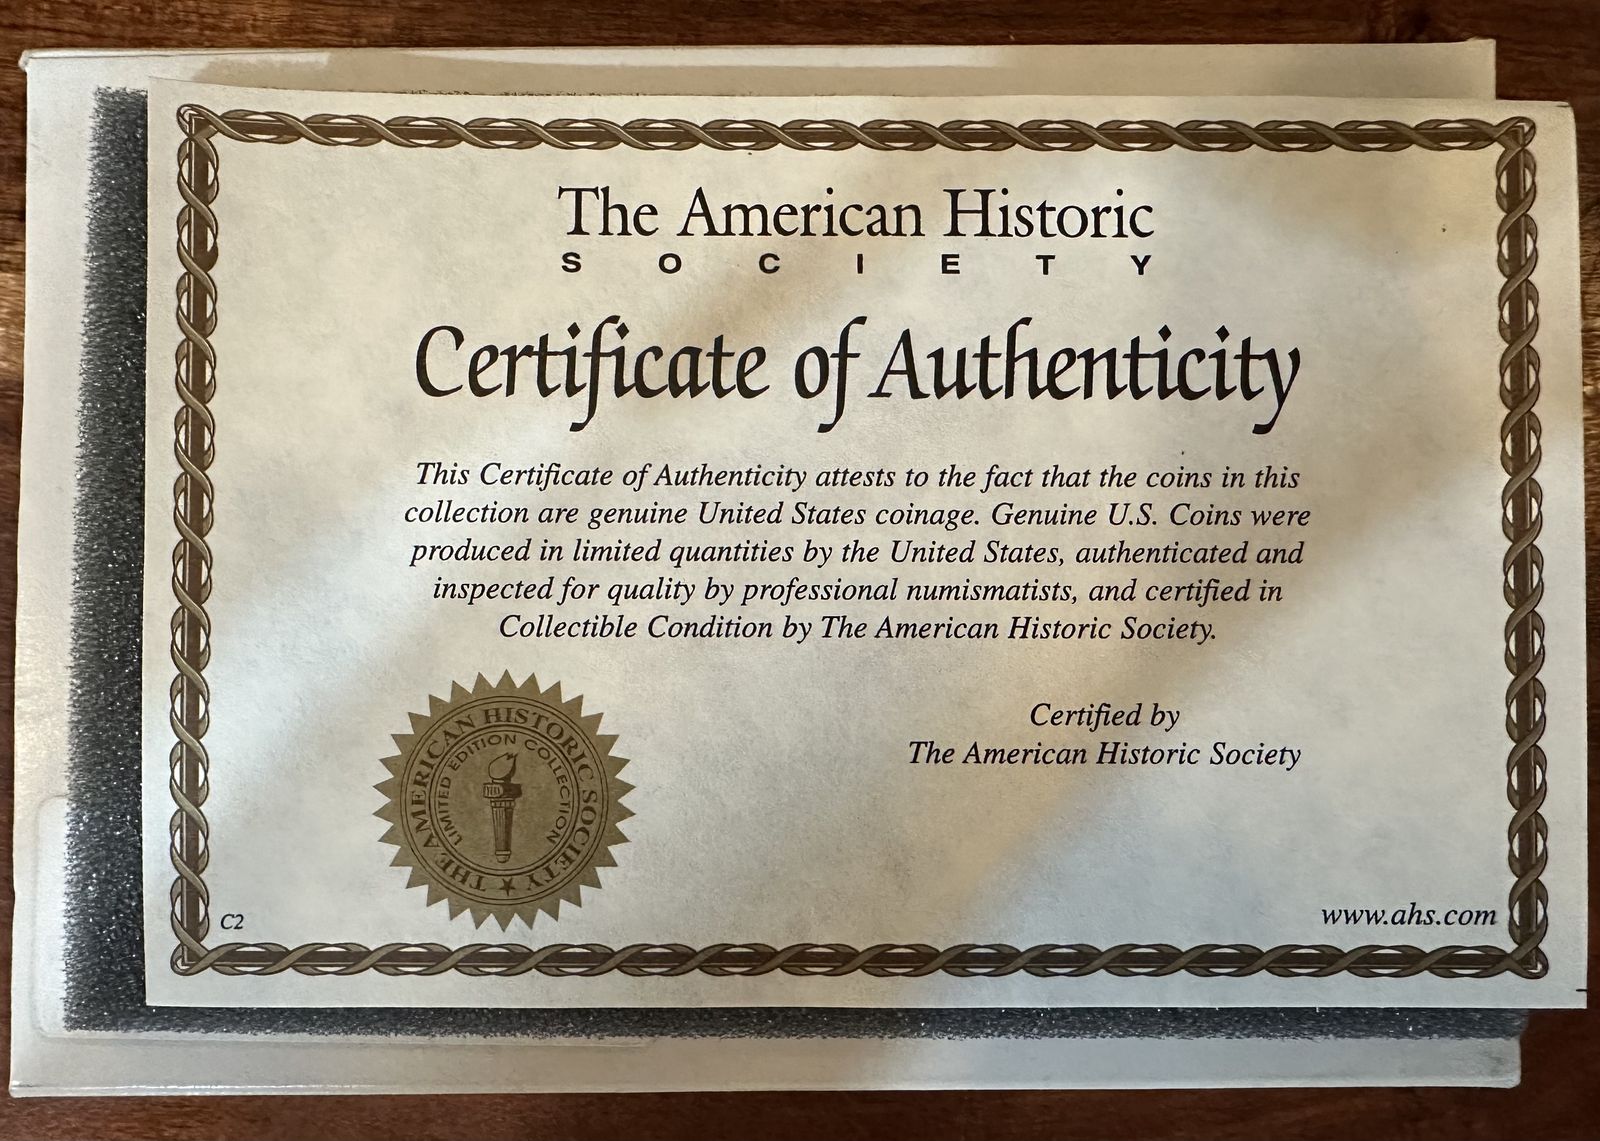 The American Historic
SOCIETY
Certificate of Authenticity
This Certificate of Authenticity attests to the fact that the coins in this
collection are genuine United States coinage. Genuine U.S. Coins were
produced in limited quantities by the United States, authenticated and
inspected for quality by professional numismatists, and certified in
Collectible Condition by The American Historic Society.
Certified by
The American Historic Society
THE AMERICAN HISTORIC SOCIETY ★
LIMITED EDITION COLLECTION
C2
www.ahs.com